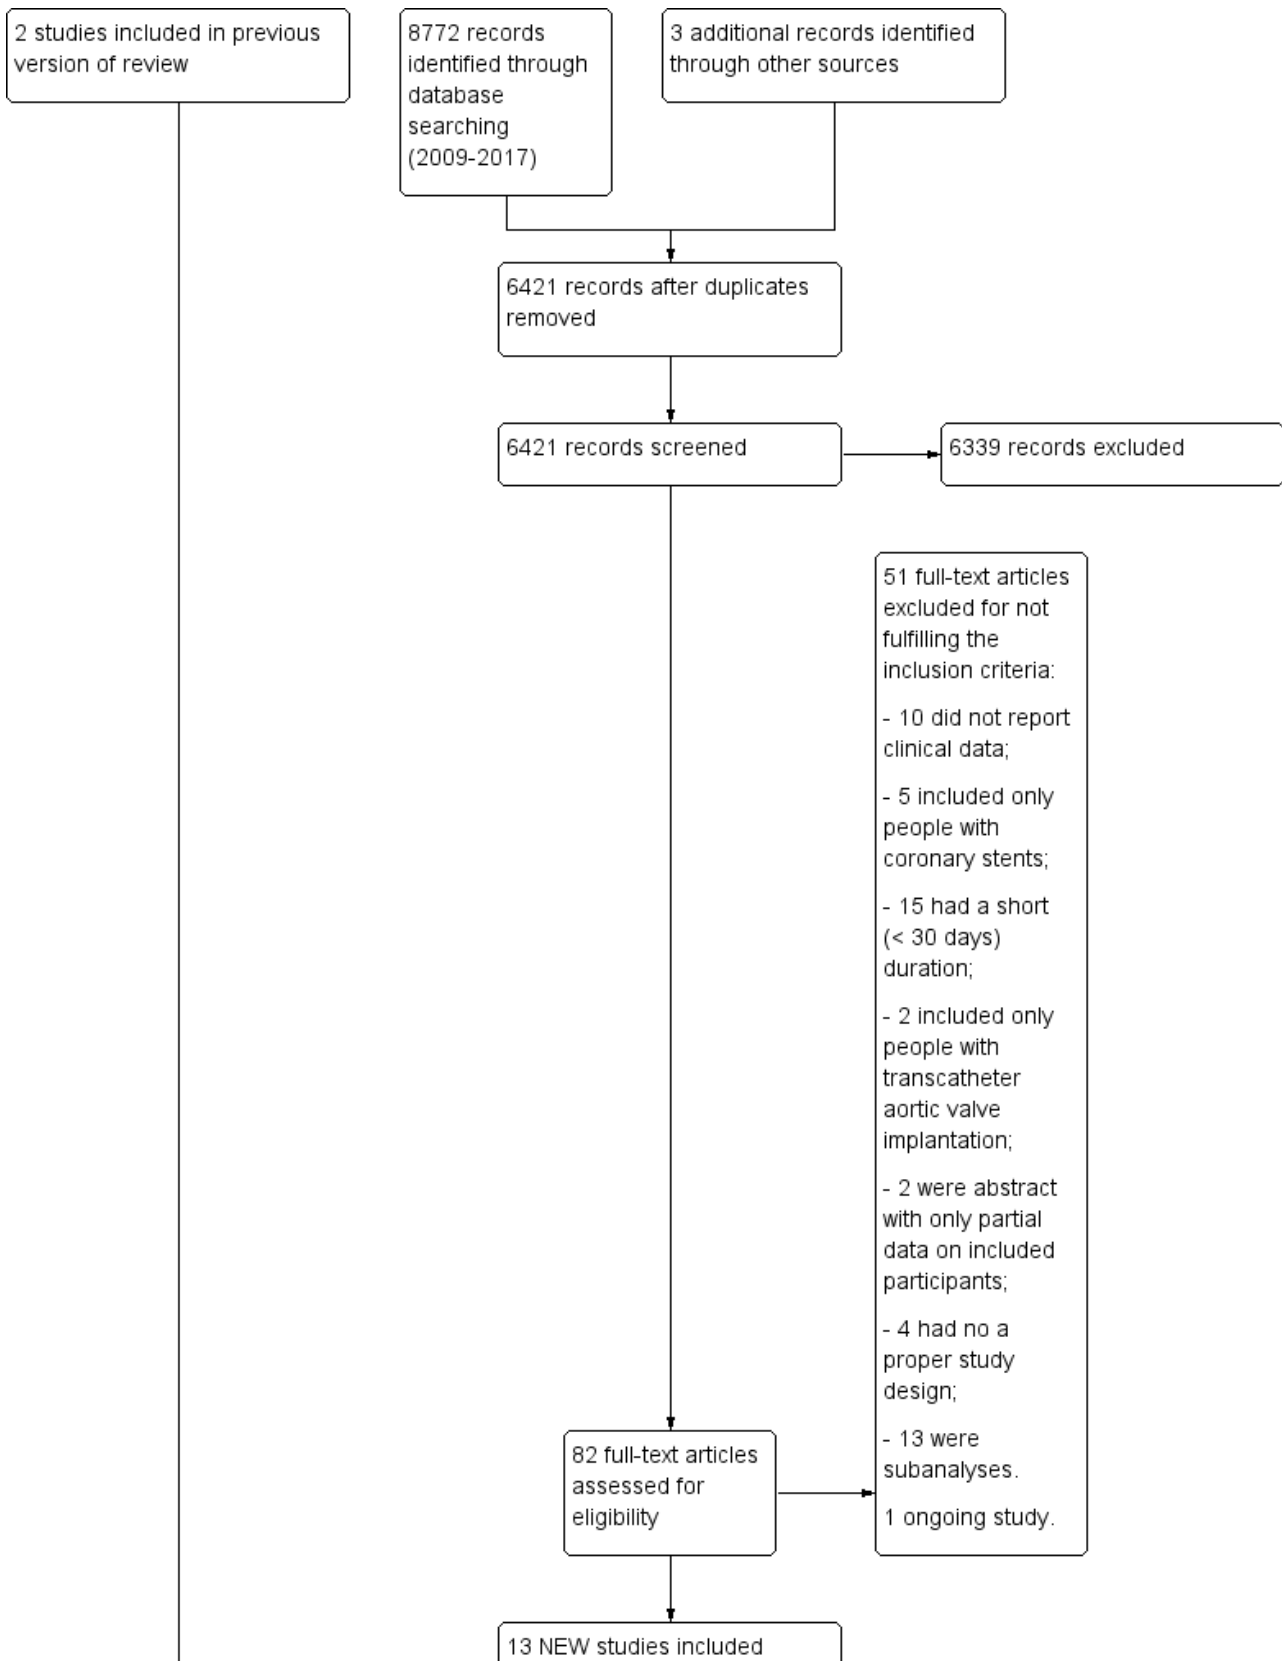 2 studies included in previous
version of review
8772 records
identified through
database
searching
(2009-2017)
3 additional records identified
through other sources
6421 records after duplicates
removed
6421 records screened
6339 records excluded
51 full-text articles
excluded for not
fulfilling the
inclusion criteria:
- 10 did not report
clinical data;
- 5 included only
people with
coronary stents;
- 15 had a short
(< 30 days)
duration;
- 2 included only
people with
transcatheter
aortic valve
implantation;
- 2 were abstract
with only partial
data on included
participants;
- 4 had no a
proper study
design;
- 13 were
subanalyses.
1 ongoing study.
82 full-text articles
assessed for
eligibility
13 NEW studies included